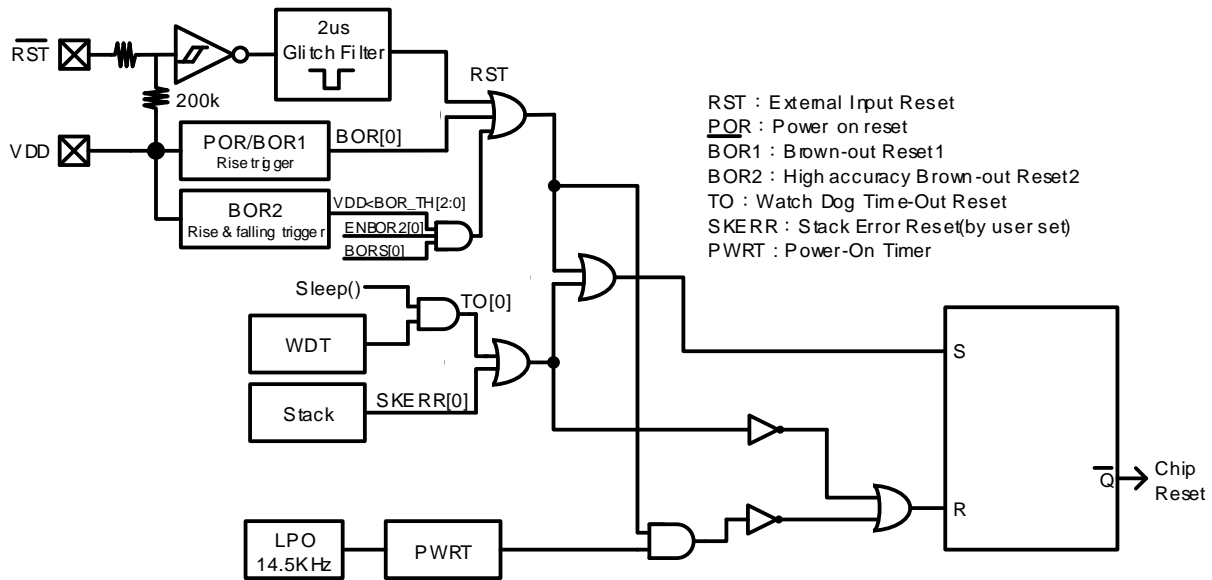 RST
VDD
200k
2us
Glitch Filter
POR/BOR1
Rise trigger
BOR[0]
BOR2
Rise & falling trigger
VDD<BOR_TH[2:0]
ENBOR2[0]
BORS[0]
RST
RST : External Input Reset
POR : Power on reset
BOR1 : Brown-out Reset1
BOR2 : High accuracy Brown-out Reset2
TO : Watch Dog Time-Out Reset
SKERR : Stack Error Reset(by user set)
PWRT : Power-On Timer
Sleep()
TO[0]
WDT
Stack
SKERR[0]
LPO
14.5KHz
PWRT
S
R
Q
Chip
Reset